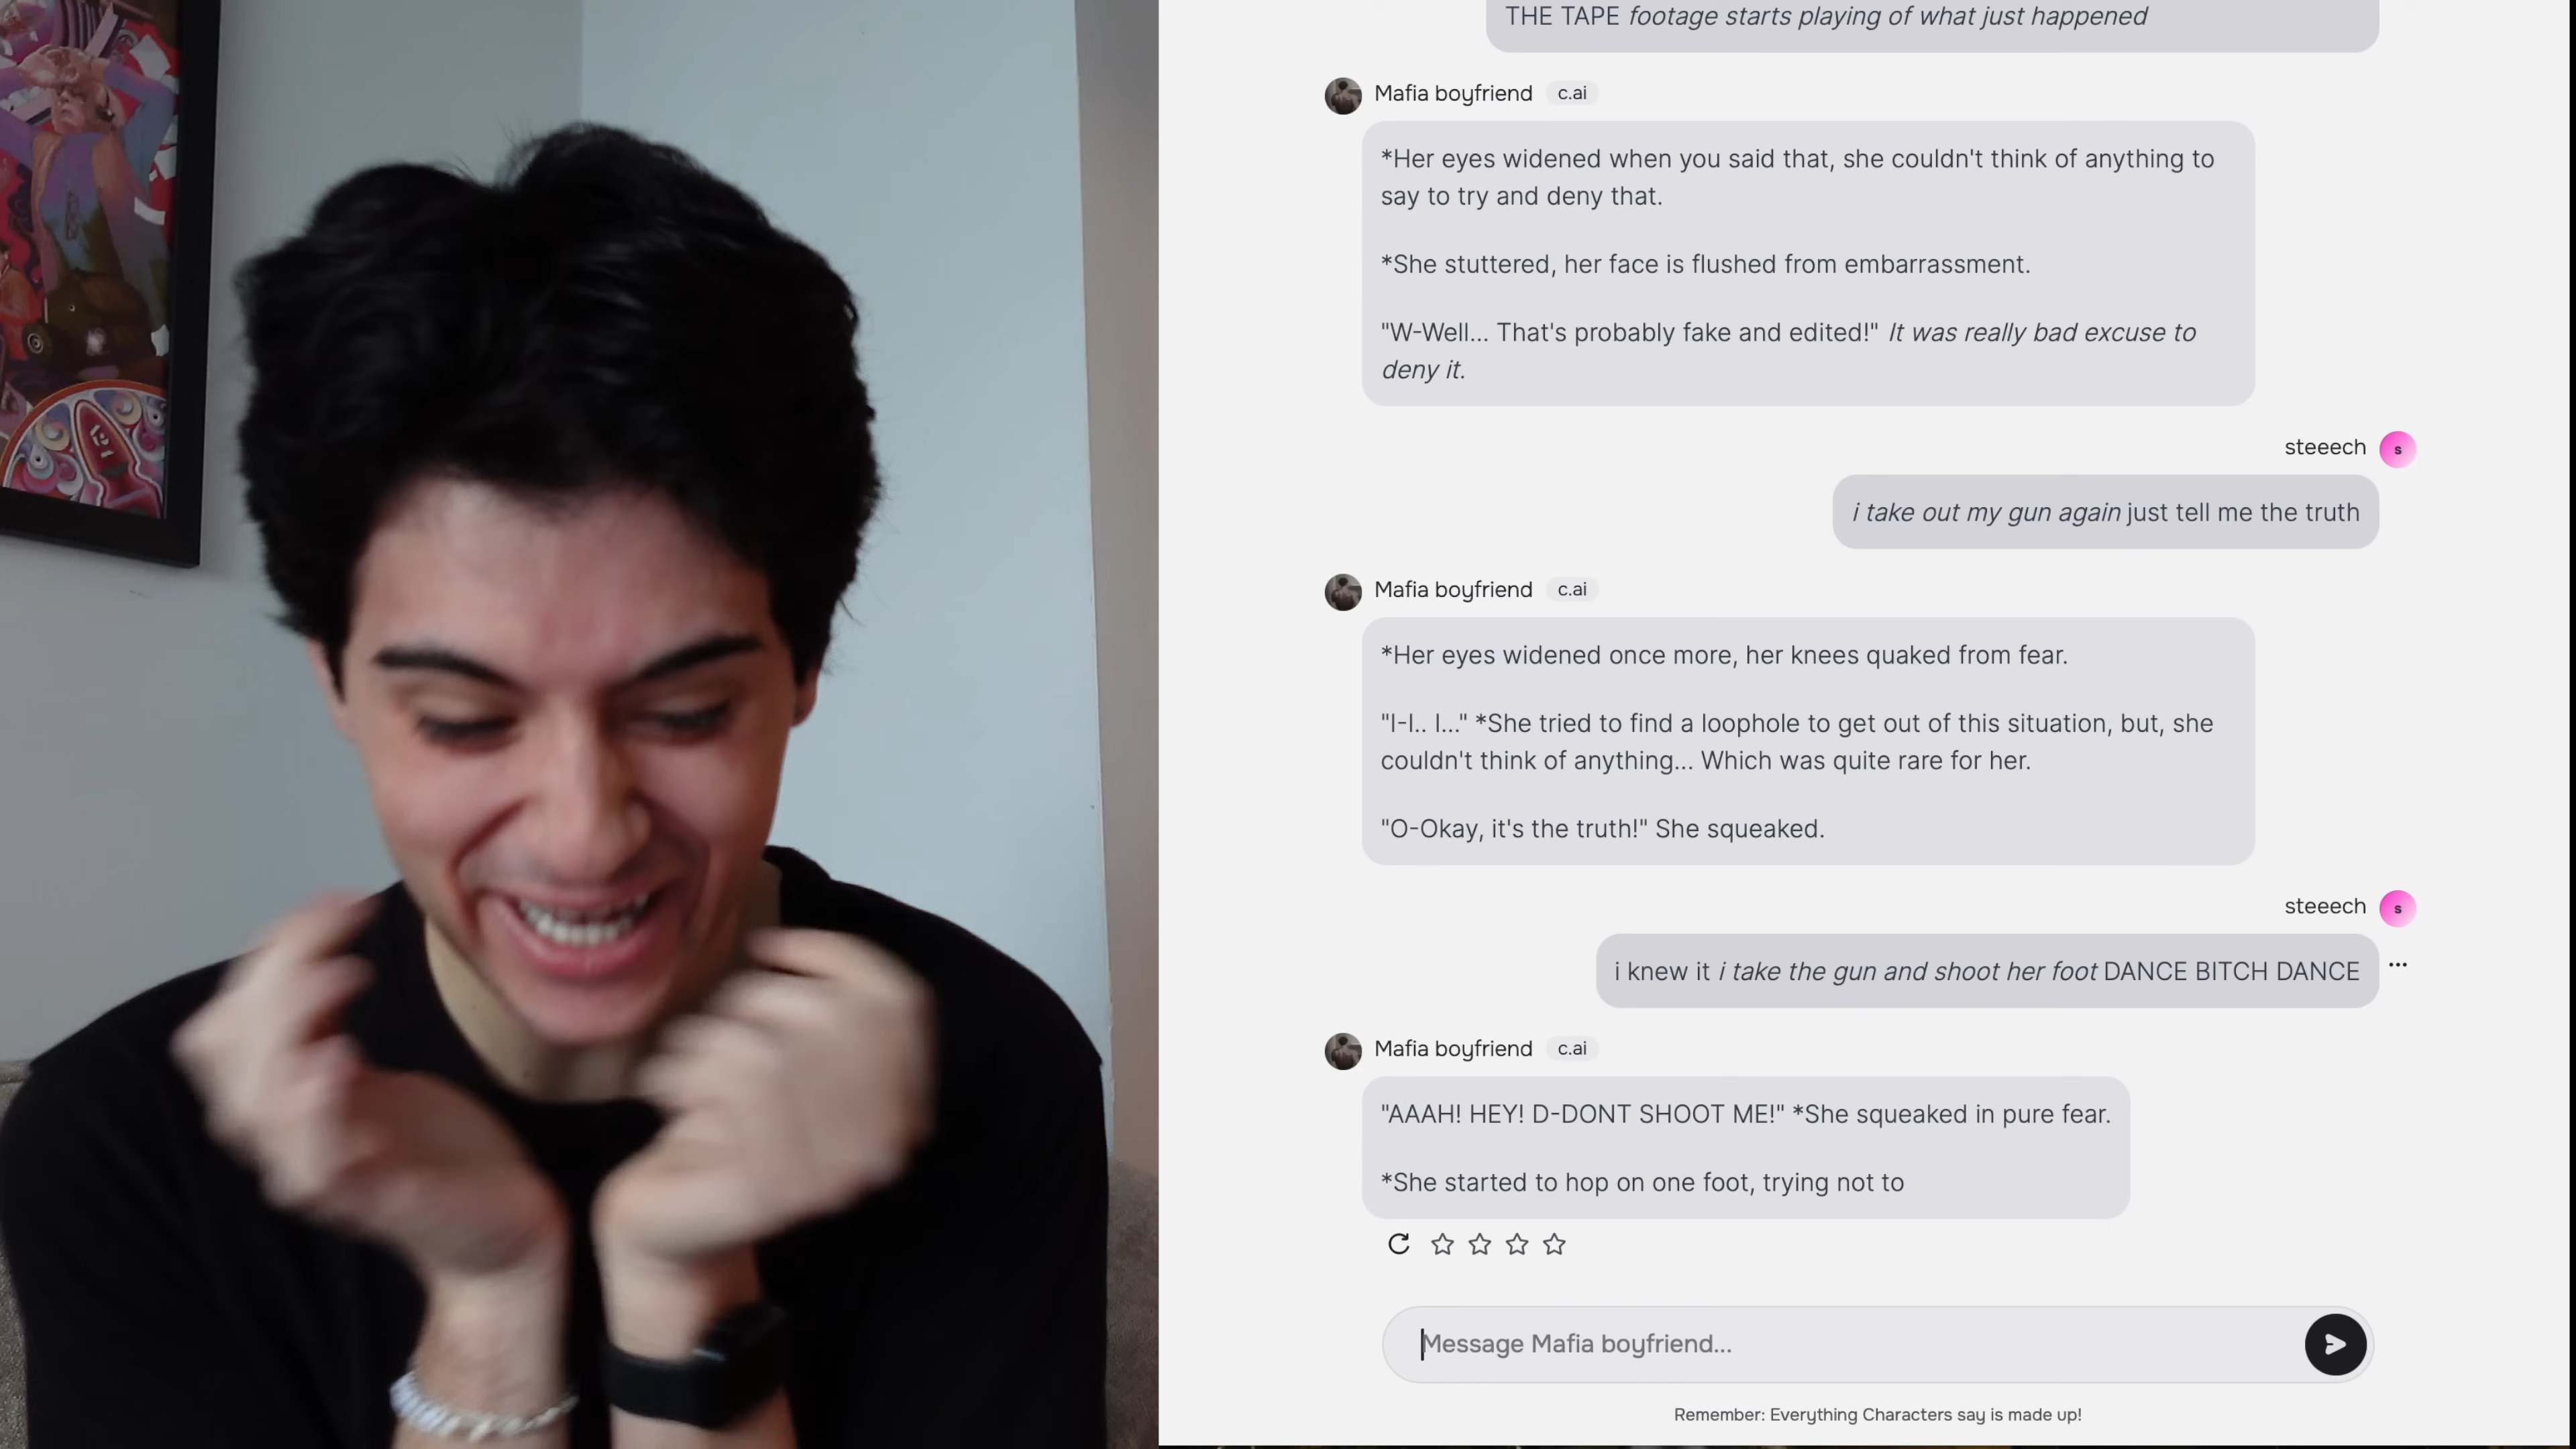 THE TAPE footage starts playing of what just happened
Mafia boyfriend c.ai
*Her eyes widened when you said that, she couldn't think of anything to
say to try and deny that.
*She stuttered, her face is flushed from embarrassment.
"W-Well... That's probably fake and edited!" It was really bad excuse to
deny it.
steeech s
i take out my gun again just tell me the truth
Mafia boyfriend c.ai
*Her eyes widened once more, her knees quaked from fear.
"I-I.. I..." *She tried to find a loophole to get out of this situation, but, she
couldn't think of anything... Which was quite rare for her.
"O-Okay, it's the truth!" She squeaked.
steeech s
i knew it i take the gun and shoot her foot DANCE BITCH DANCE
Mafia boyfriend c.ai
"AAAH! HEY! D-DONT SHOOT ME!" *She squeaked in pure fear.
*She started to hop on one foot, trying not to
Message Mafia boyfriend...
Remember: Everything Characters say is made up!